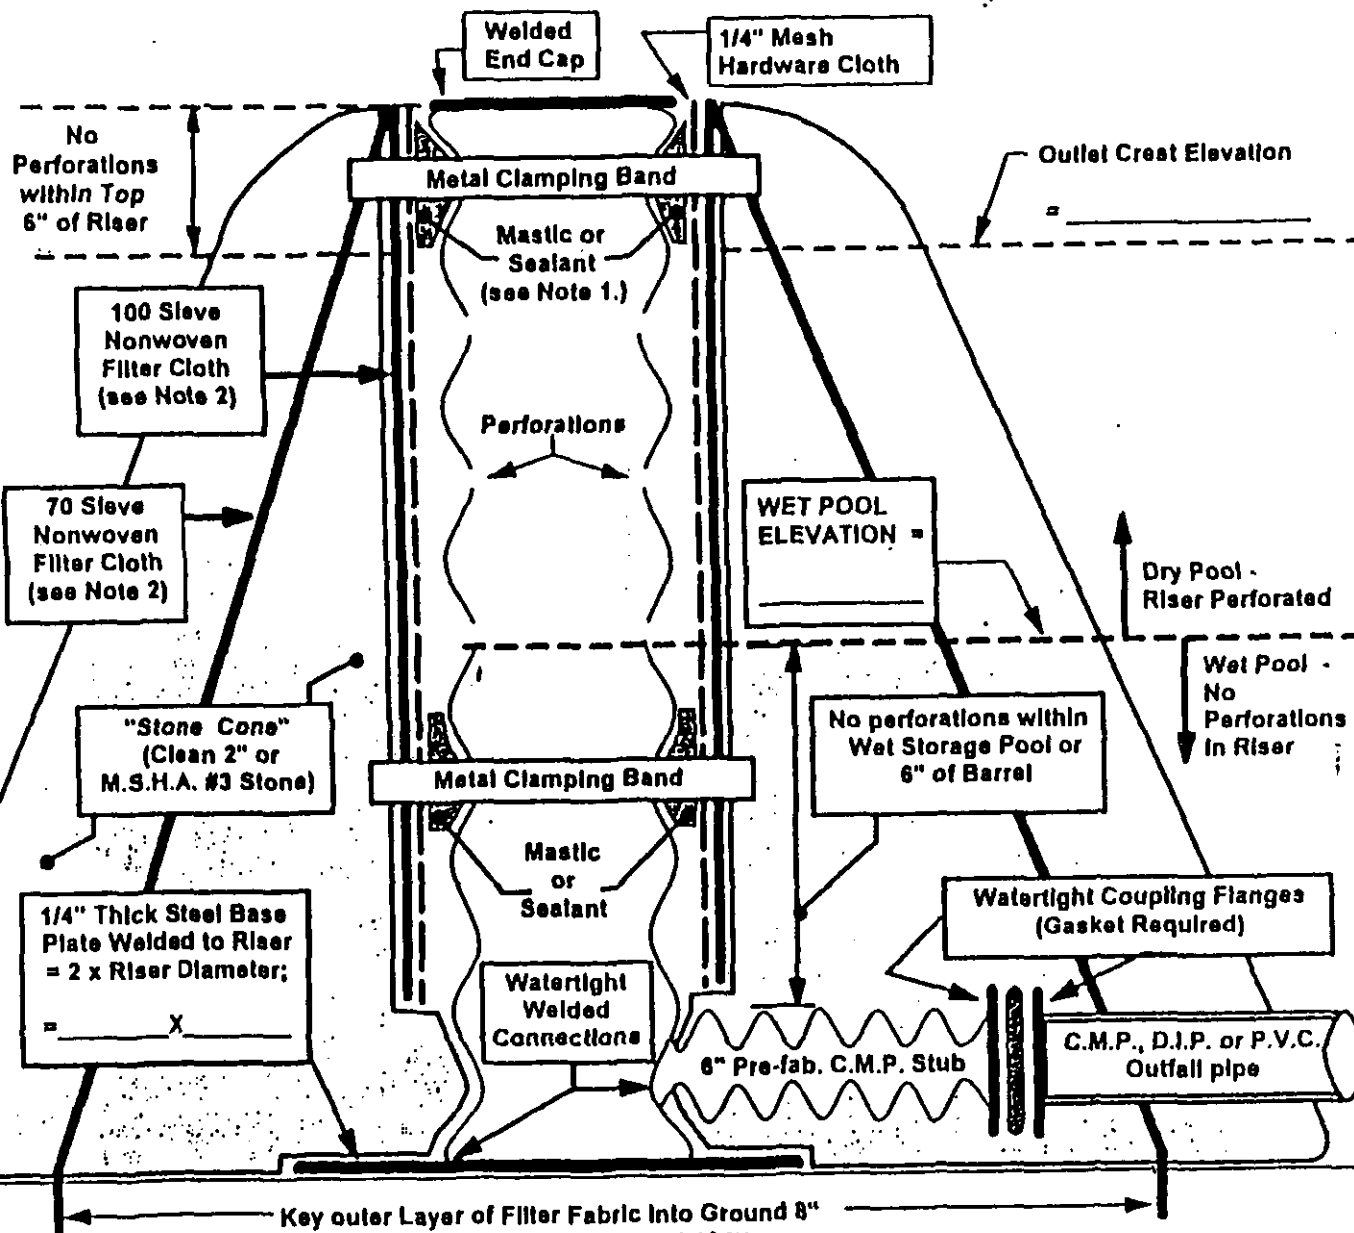 Welded
End Cap
1/4" Mesh
Hardware Cloth
No
Perforations
within Top
6" of Riser
Metal Clamping Band
Outlet Crest Elevation
= ____________
Mastic or
Sealant
(see Note 1.)
100 Sieve
Nonwoven
Filter Cloth
(see Note 2)
Perforations
70 Sieve
Nonwoven
Filter Cloth
(see Note 2)
WET POOL
ELEVATION =
____________
Dry Pool -
Riser Perforated
Wet Pool -
No
Perforations
In Riser
"Stone Cone"
(Clean 2" or
M.S.H.A. #3 Stone)
No perforations within
Wet Storage Pool or
6" of Barrel
Metal Clamping Band
Mastic
or
Sealant
1/4" Thick Steel Base
Plate Welded to Riser
= 2 x Riser Diameter;
=________X________
Watertight Coupling Flanges
(Gasket Required)
Watertight
Welded
Connections
6" Pre-fab. C.M.P. Stub
C.M.P., D.I.P. or P.V.C.
Outfall pipe
Key outer Layer of Filter Fabric Into Ground 8"